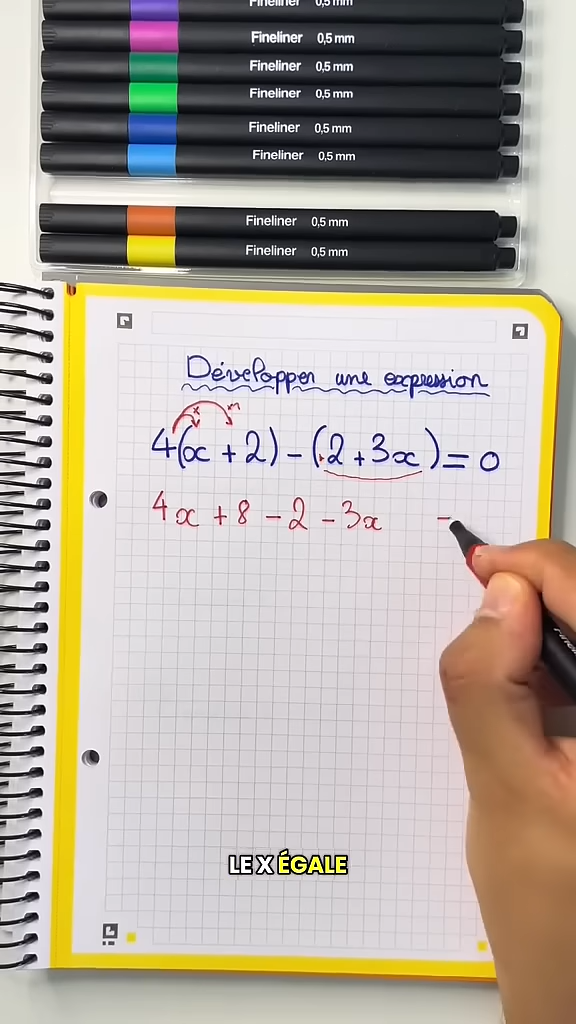 Fineliner 0,5 mm
Fineliner 0,5 mm
Fineliner 0,5 mm
Fineliner 0,5 mm
Fineliner 0,5 mm
Fineliner 0,5 mm
Fineliner 0,5 mm
Fineliner 0,5 mm
Développer une expression
x x
4(x + 2) - (2 + 3x) = 0
4x + 8 - 2 - 3x -
LE X ÉGALE